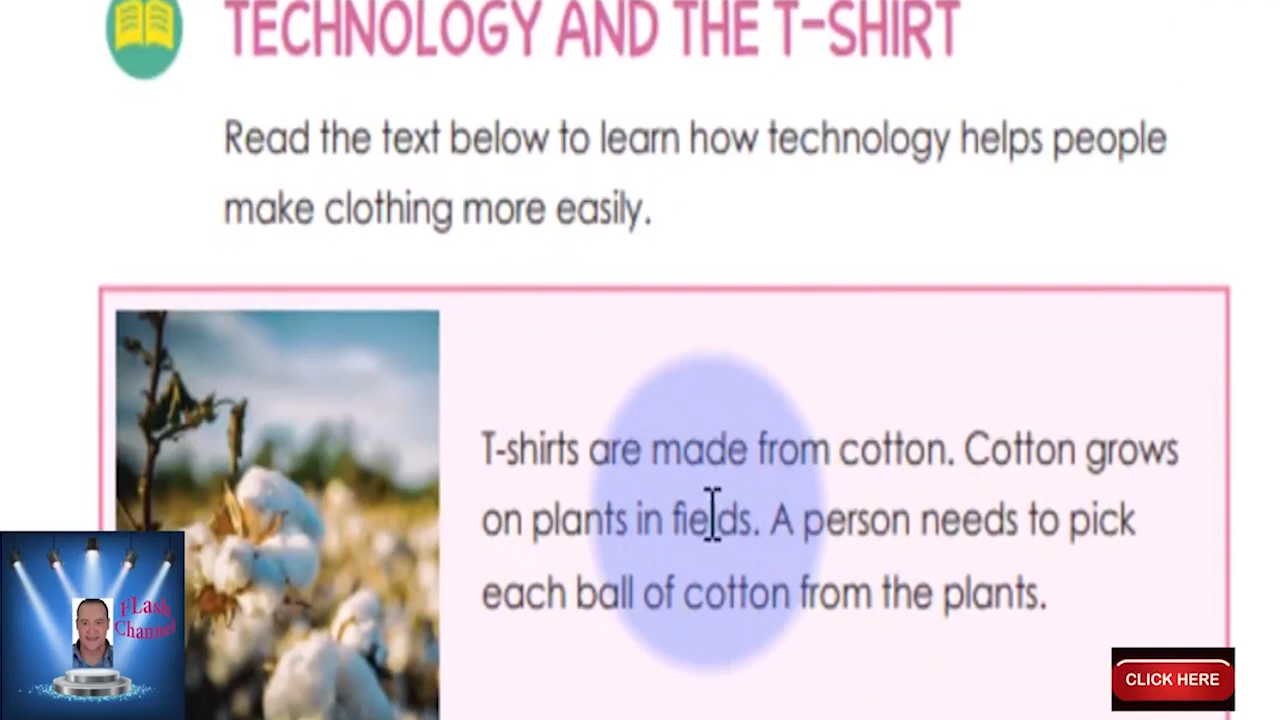 TECHNOLOGY AND THE T-SHIRT
Read the text below to learn how technology helps people
make clothing more easily.
T-shirts are made from cotton. Cotton grows
on plants in fields. A person needs to pick
each ball of cotton from the plants.
FLash
Channel
CLICK HERE